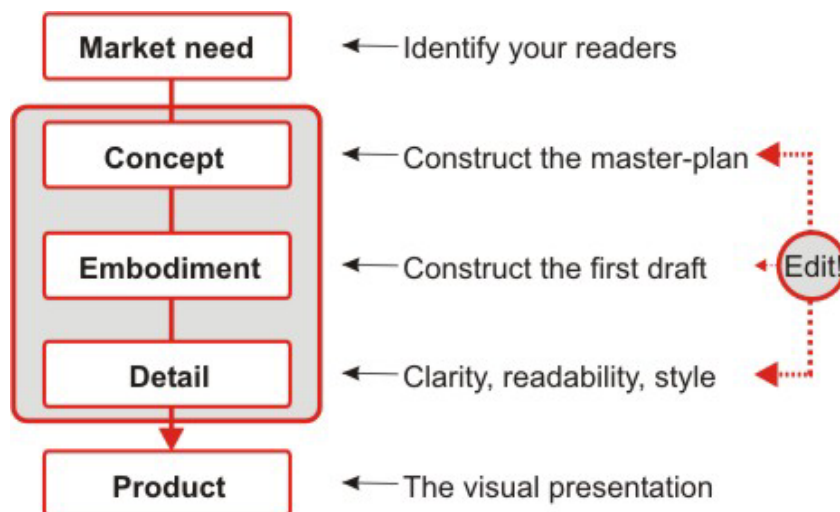 Market need
Identify your readers
Concept
Construct the master-plan
Embodiment
Construct the first draft
Edit!
Detail
Clarity, readability, style
Product
The visual presentation